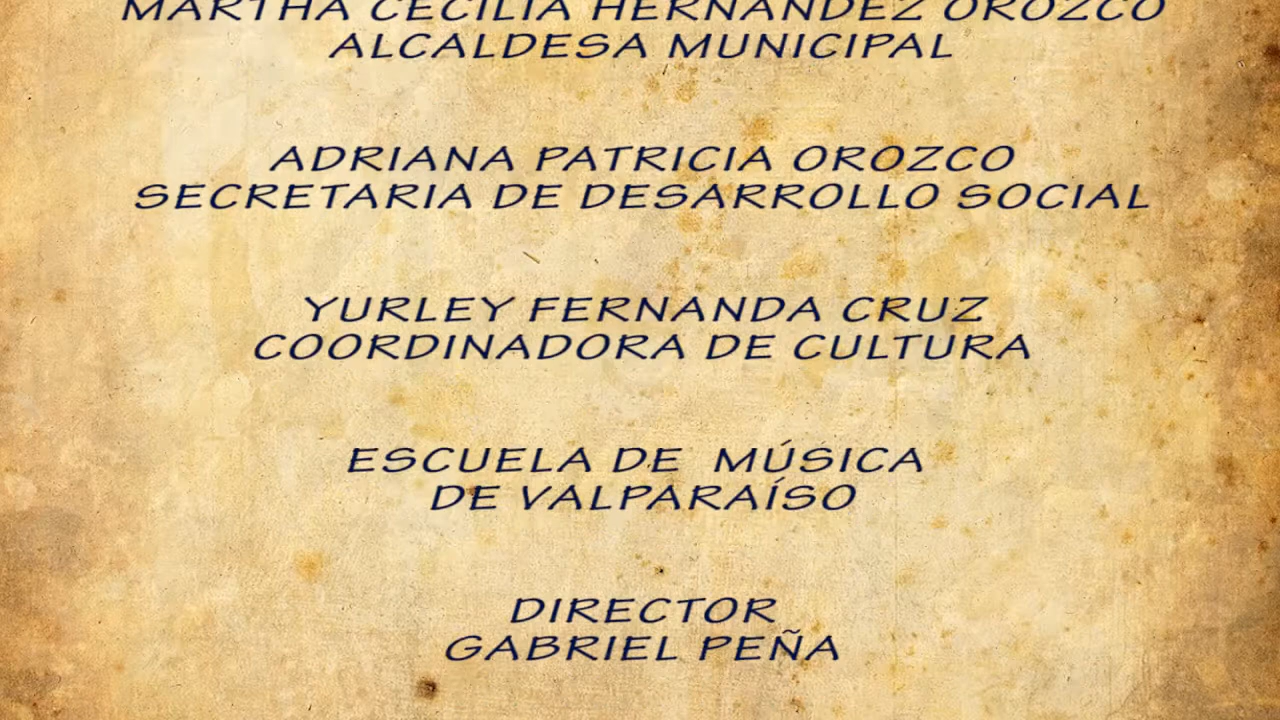 MARTHA CECILIA HERNANDEZ OROZCO
ALCALDESA MUNICIPAL
ADRIANA PATRICIA OROZCO
SECRETARIA DE DESARROLLO SOCIAL
YURLEY FERNANDA CRUZ
COORDINADORA DE CULTURA
ESCUELA DE MÚSICA
DE VALPARAÍSO
DIRECTOR
GABRIEL PEÑA